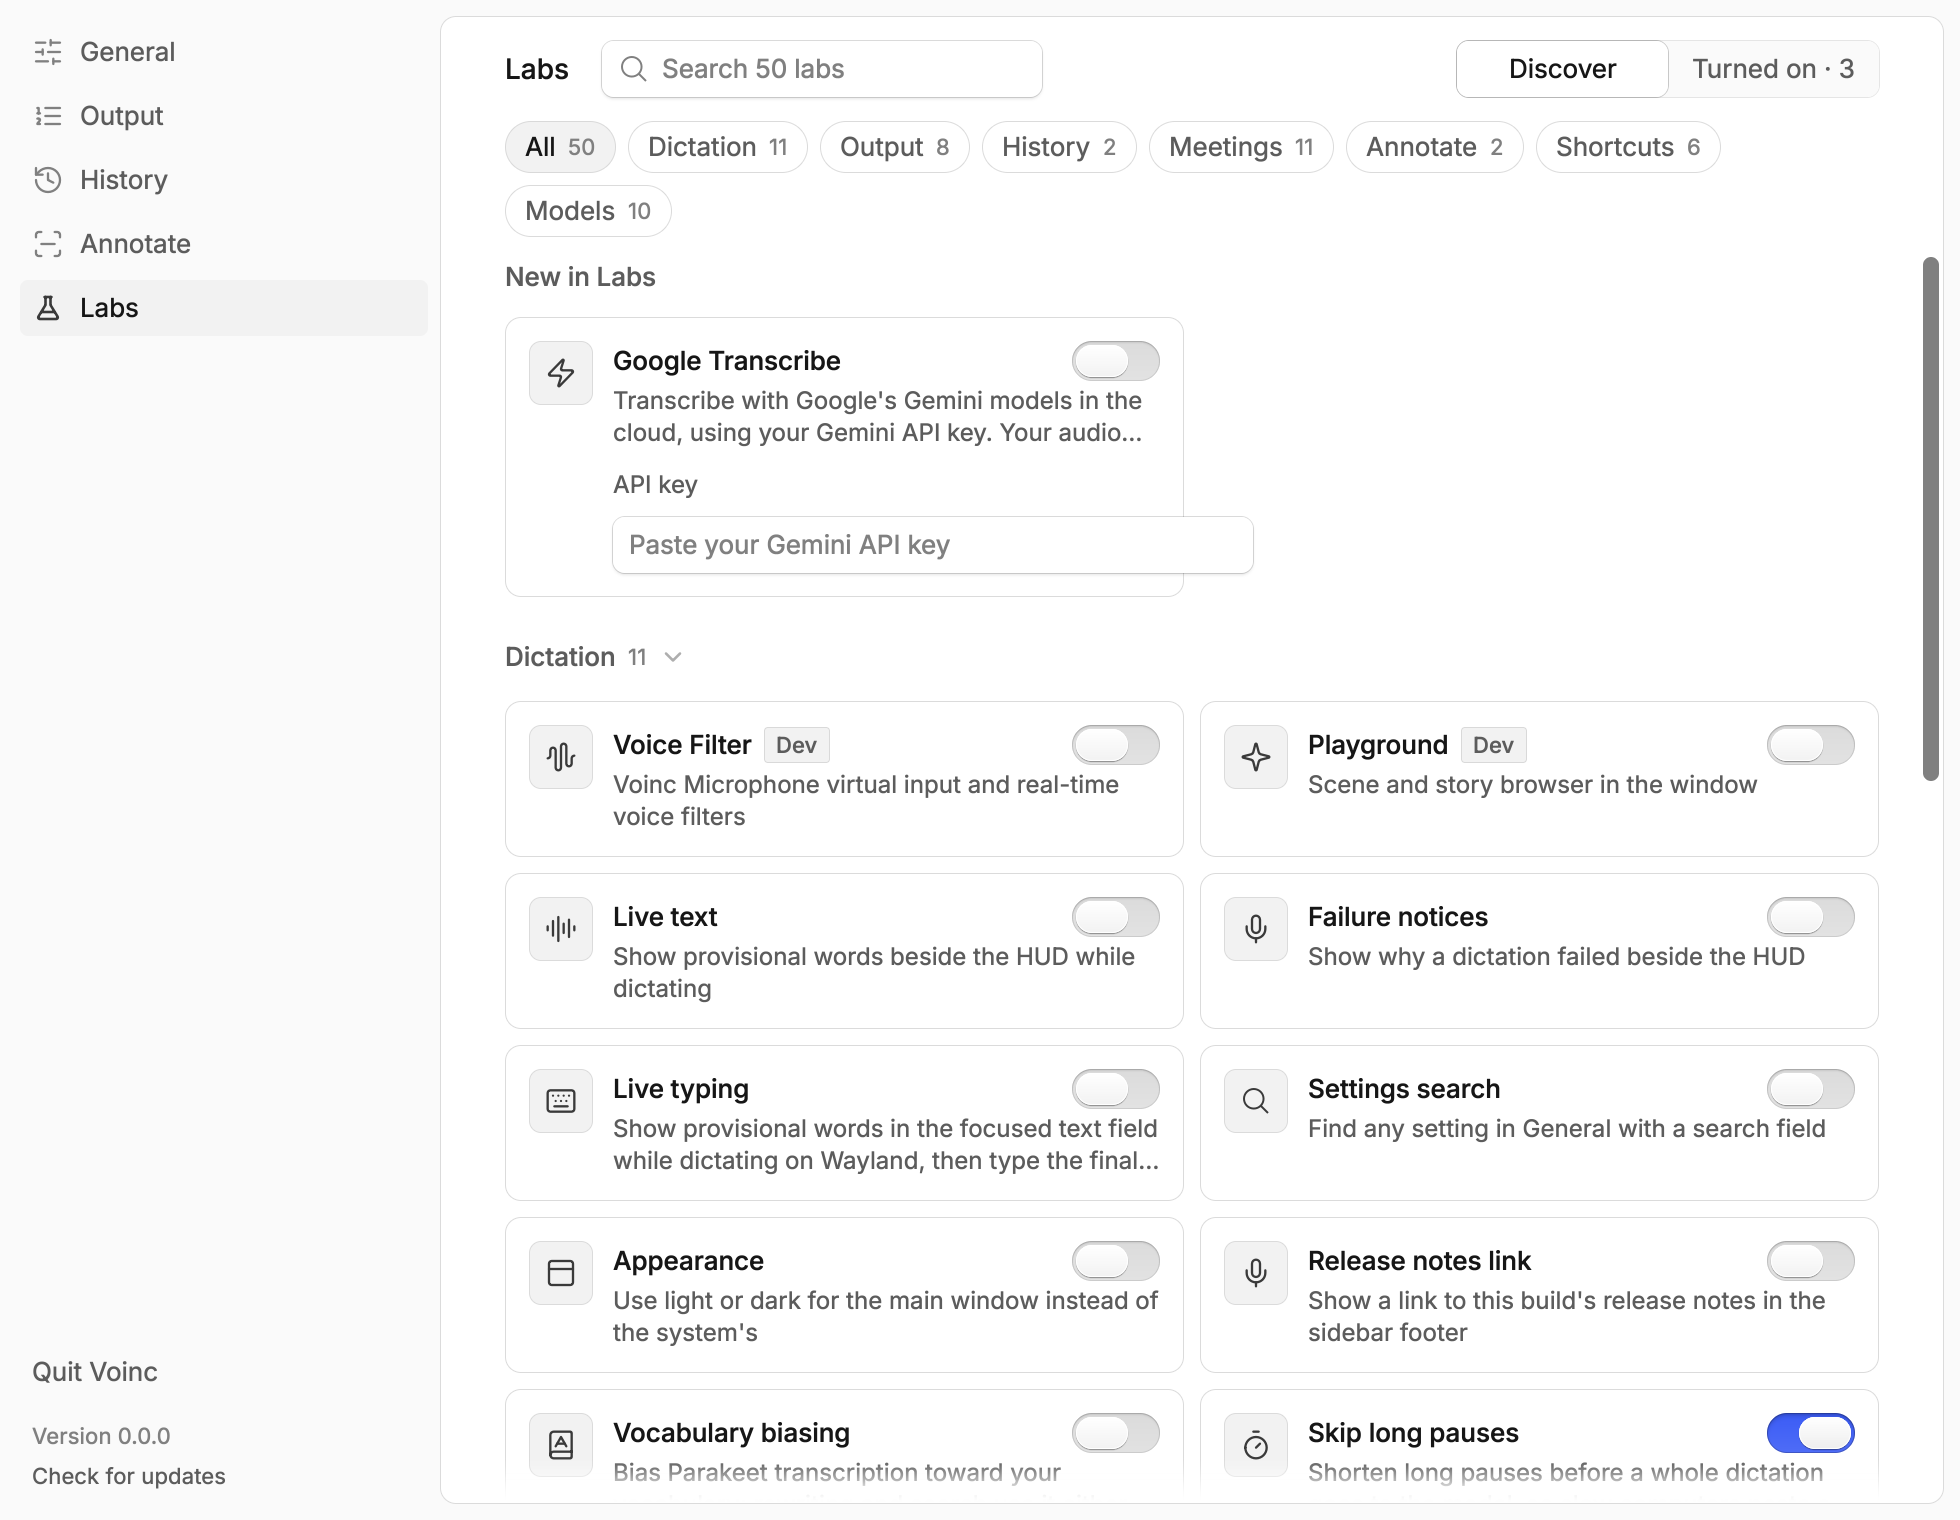 General
Output
History
Annotate
Labs
Quit Voinc
Version 0.0.0
Check for updates
Labs
Search 50 labs
Discover
Turned on · 3
All 50
Dictation 11
Output 8
History 2
Meetings 11
Annotate 2
Shortcuts 6
Models 10
New in Labs
Google Transcribe
Transcribe with Google's Gemini models in the
cloud, using your Gemini API key. Your audio...
API key
Paste your Gemini API key
Dictation 11
Voice Filter Dev
Voinc Microphone virtual input and real-time
voice filters
Playground Dev
Scene and story browser in the window
Live text
Show provisional words beside the HUD while
dictating
Failure notices
Show why a dictation failed beside the HUD
Live typing
Show provisional words in the focused text field
while dictating on Wayland, then type the final...
Settings search
Find any setting in General with a search field
Appearance
Use light or dark for the main window instead of
the system's
Release notes link
Show a link to this build's release notes in the
sidebar footer
Vocabulary biasing
Bias Parakeet transcription toward your
Skip long pauses
Shorten long pauses before a whole dictation